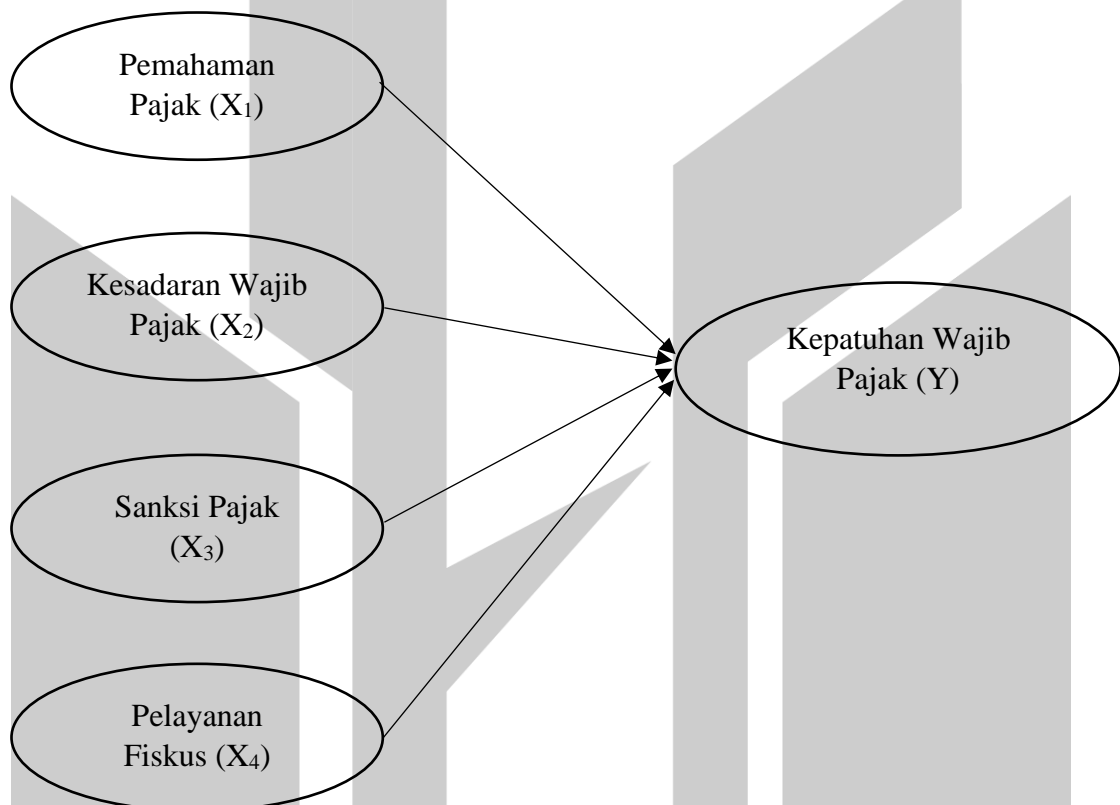 Pemahaman
Pajak (X₁)
Kesadaran Wajib
Pajak (X₂)
Kepatuhan Wajib
Pajak (Y)
Sanksi Pajak
(X₃)
Pelayanan
Fiskus (X₄)